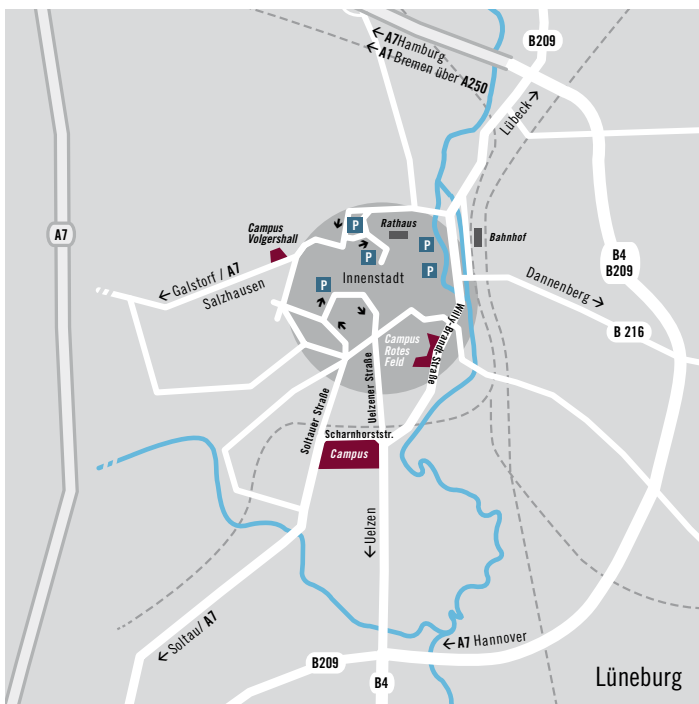 B209
A7 Hamburg
A1 Bremen über A250
Lübeck
Campus
Volgershall
P
Rathaus
P
Bahnhof
A7
P
P
Galstorf / A7
Salzhausen
Innenstadt
P
B4
B209
Dannenberg
B 216
Willy-Brandt-Straße
Campus
Rotes
Feld
Uelzener Straße
Soltauer Straße
Scharnhorststr.
Campus
Uelzen
Soltau/ A7
A7 Hannover
B209
B4
Lüneburg